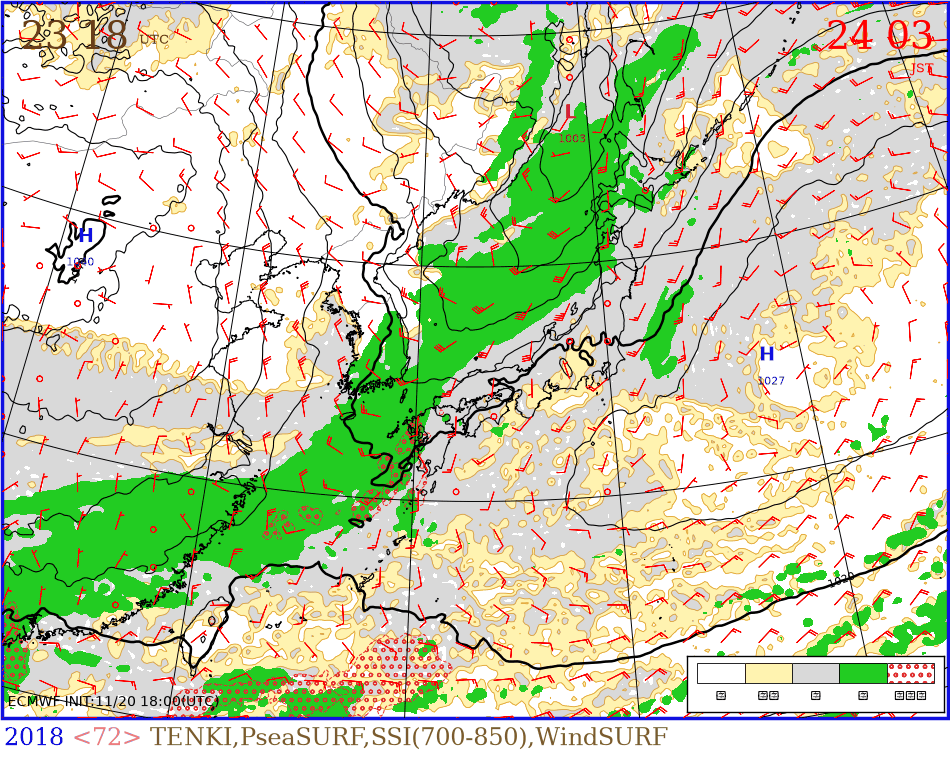 23 18 UTC 24 03
JST
L
1003
H
1030
H
1027
1020
ECMWF INIT:11/20 18:00(UTC)
2018 <72> TENKI,PseaSURF,SSI(700-850),WindSURF